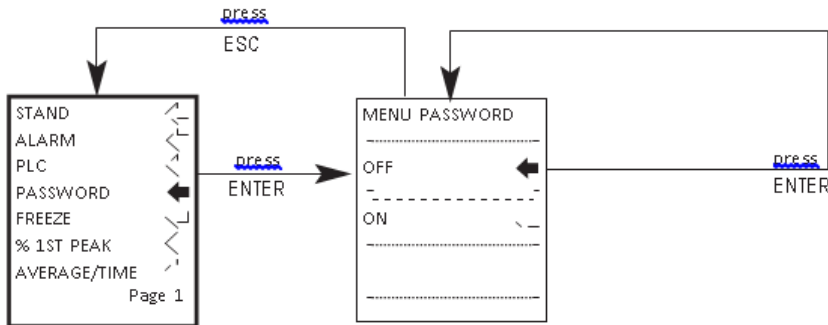 press
ESC
STAND
ALARM
PLC
PASSWORD
FREEZE
% 1ST PEAK
AVERAGE/TIME
Page 1
press
ENTER
MENU PASSWORD
OFF
ON
press
ENTER